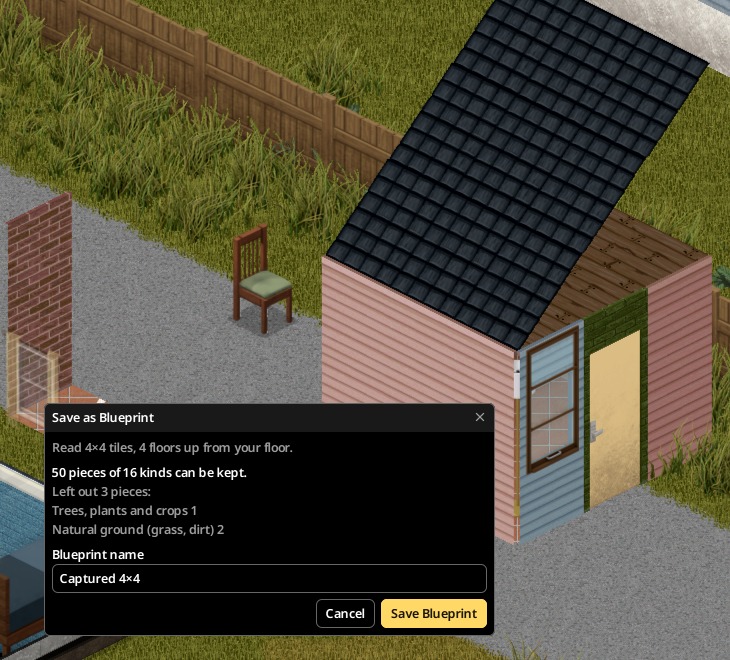 Save as Blueprint
Read 4×4 tiles, 4 floors up from your floor.
50 pieces of 16 kinds can be kept.
Left out 3 pieces:
Trees, plants and crops 1
Natural ground (grass, dirt) 2
Blueprint name
Captured 4×4
Cancel
Save Blueprint